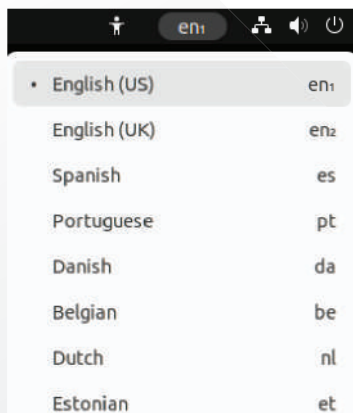 en₁
• English (US) en₁
English (UK) en₂
Spanish es
Portuguese pt
Danish da
Belgian be
Dutch nl
Estonian et